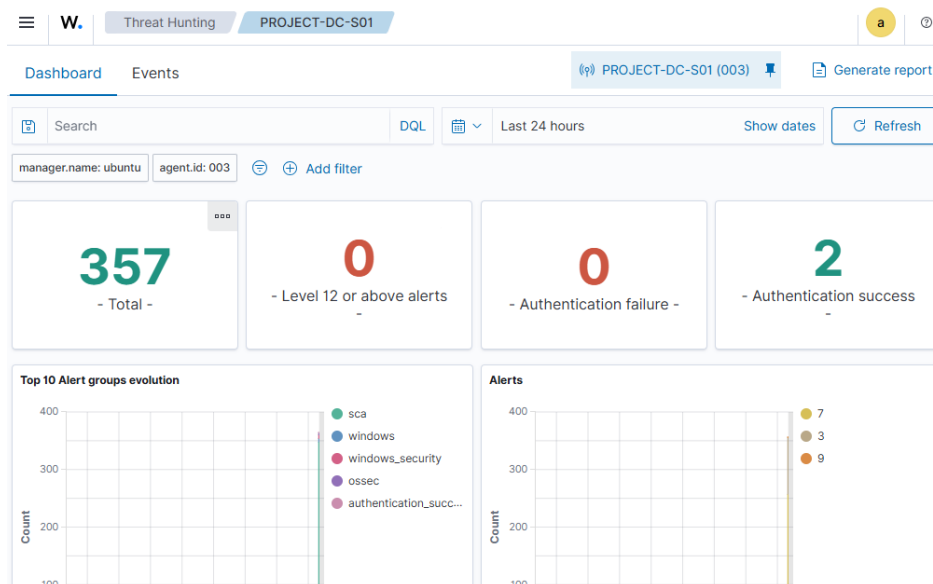 W. Threat Hunting PROJECT-DC-S01 a
Dashboard Events PROJECT-DC-S01 (003) Generate report
Search DQL Last 24 hours Show dates Refresh
manager.name: ubuntu agent.id: 003 Add filter
357
- Total -
0
- Level 12 or above alerts
-
0
- Authentication failure -
2
- Authentication success
-
Top 10 Alert groups evolution
400
300
200
100
Count
sca
windows
windows_security
ossec
authentication_succ...
Alerts
400
300
200
100
Count
7
3
9